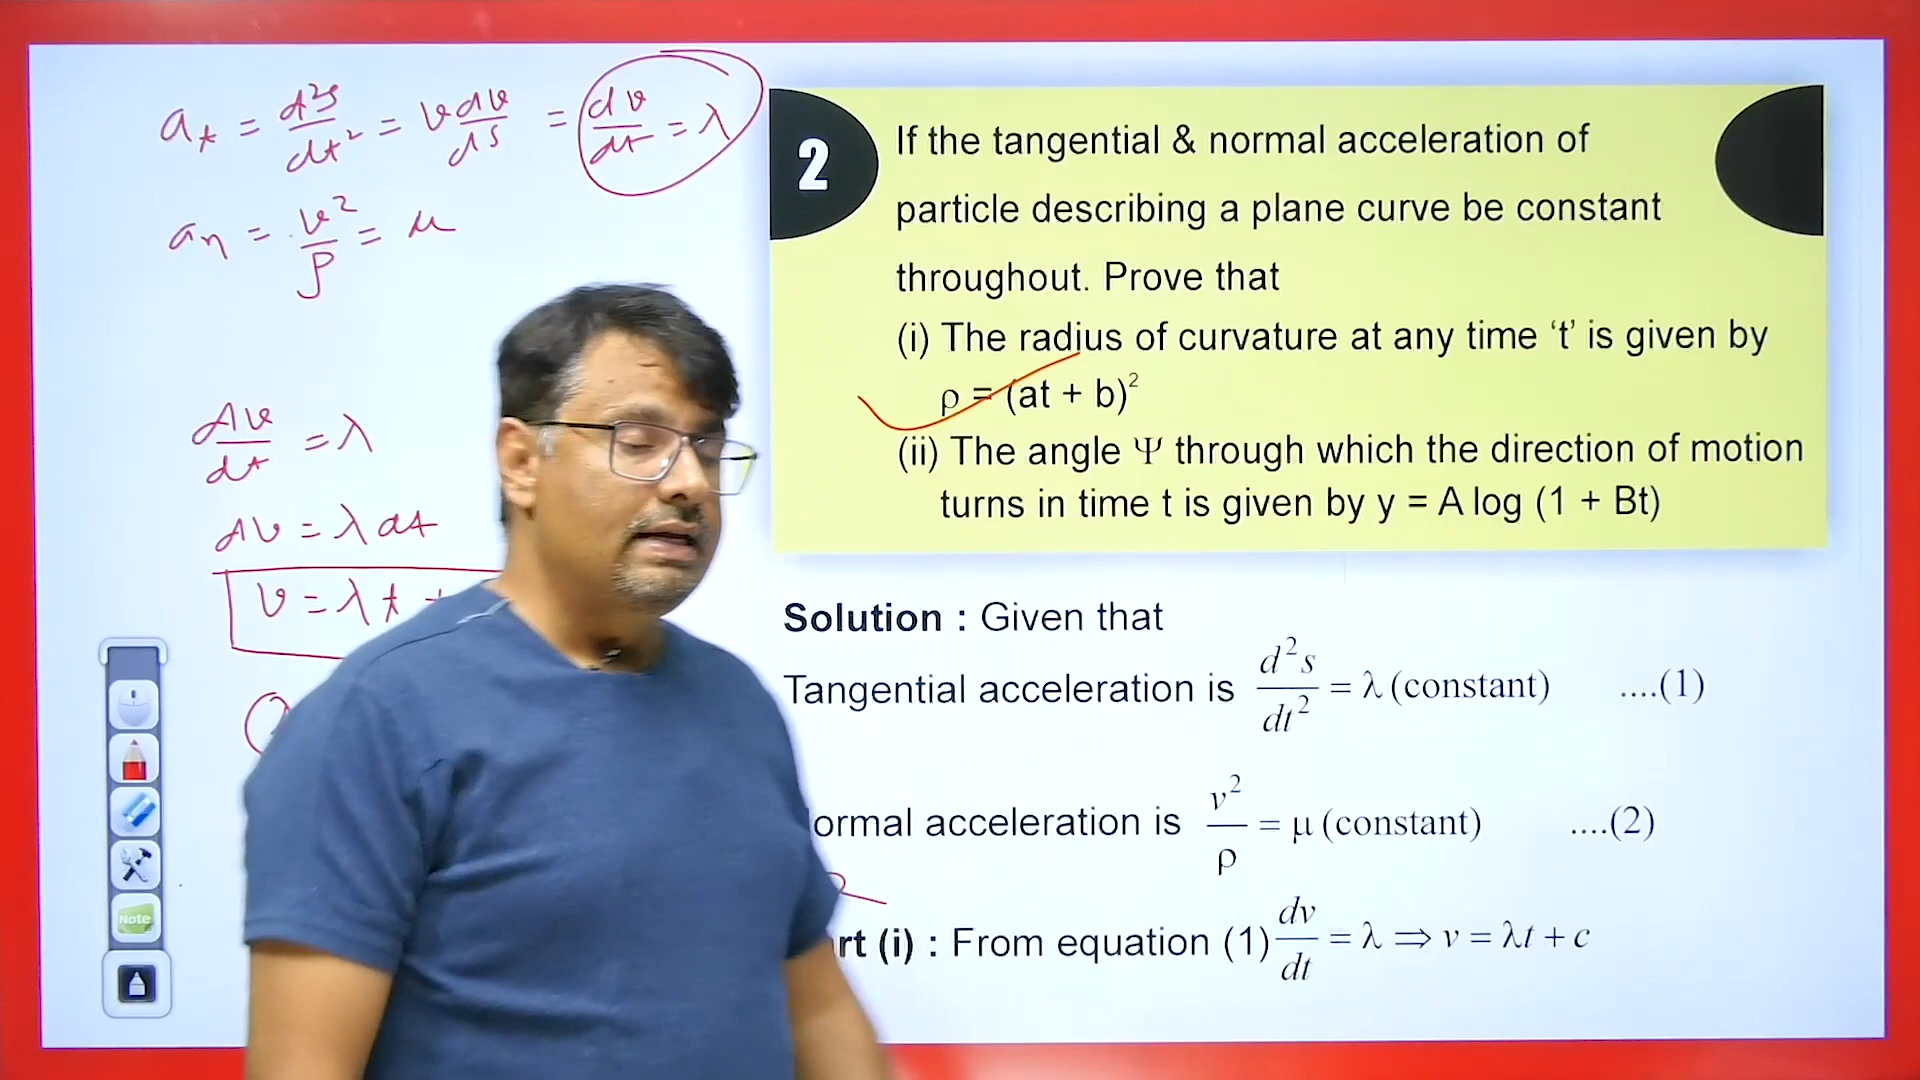 a_t = d²s/dt² = v dv/ds = dv/dt = λ
a_n = v²/ρ = μ
dv/dt = λ
dv = λ dt
v = λt +
2
If the tangential & normal acceleration of
particle describing a plane curve be constant
throughout. Prove that
(i) The radius of curvature at any time ‘t’ is given by
ρ = (at + b)²
(ii) The angle Ψ through which the direction of motion
turns in time t is given by y = A log (1 + Bt)
Solution : Given that
Tangential acceleration is d²s/dt² = λ (constant) ....(1)
ormal acceleration is v²/ρ = μ (constant) ....(2)
rt (i) : From equation (1) dv/dt = λ ⇒ v = λt + c
Note